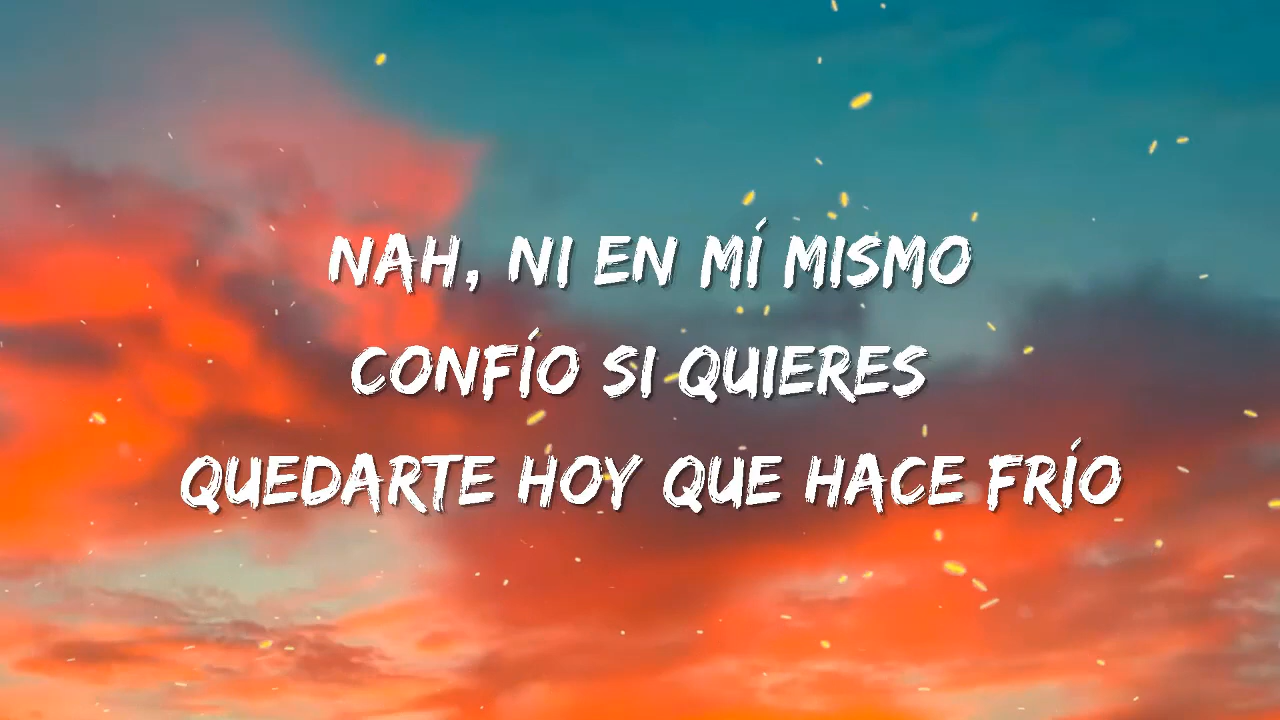 NAH, NI EN MÍ MISMO
CONFÍO SI QUIERES
QUEDARTE HOY QUE HACE FRÍO